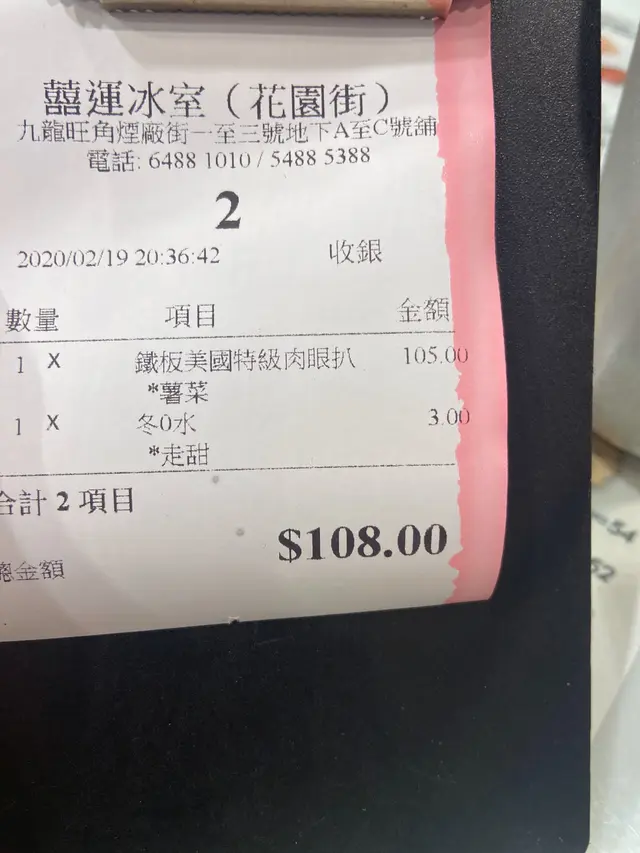 囍運冰室（花園街）
九龍旺角煙廠街一至三號地下A至C號舖
電話: 6488 1010 / 5488 5388
2
2020/02/19 20:36:42 收銀
數量 項目 金額
1 X 鐵板美國特級肉眼扒 105.00
*薯菜
1 X 冬0水 3.00
*走甜
合計 2 項目
$108.00
總金額
54
62